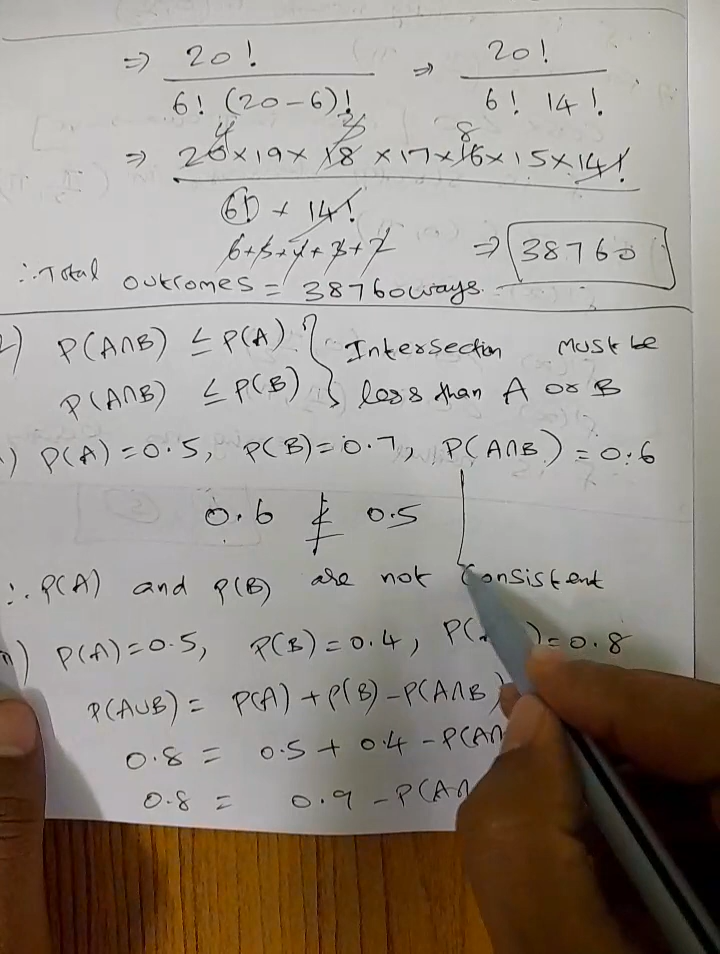 ⇒ 20! / 6! (20-6)! ⇒ 20! / 6! 14!
⇒ 20×19×18×17×16×15×14! / 6! × 14!
8
6×5×4×3×2 ⇒ 38760
∴ Total outcomes = 38760ways.
) P(A∩B) ≤ P(A) } Intersection must be
P(A∩B) ≤ P(B) } less than A or B
) P(A)=0.5, P(B)=0.7, P(A∩B)=0.6
0.6 ≰ 0.5
∴ P(A) and P(B) are not Consistent
) P(A)=0.5, P(B)=0.4, P( )=0.8
P(A∪B) = P(A) + P(B) - P(A∩B)
0.8 = 0.5 + 0.4 - P(A∩
0.8 = 0.9 - P(A∩